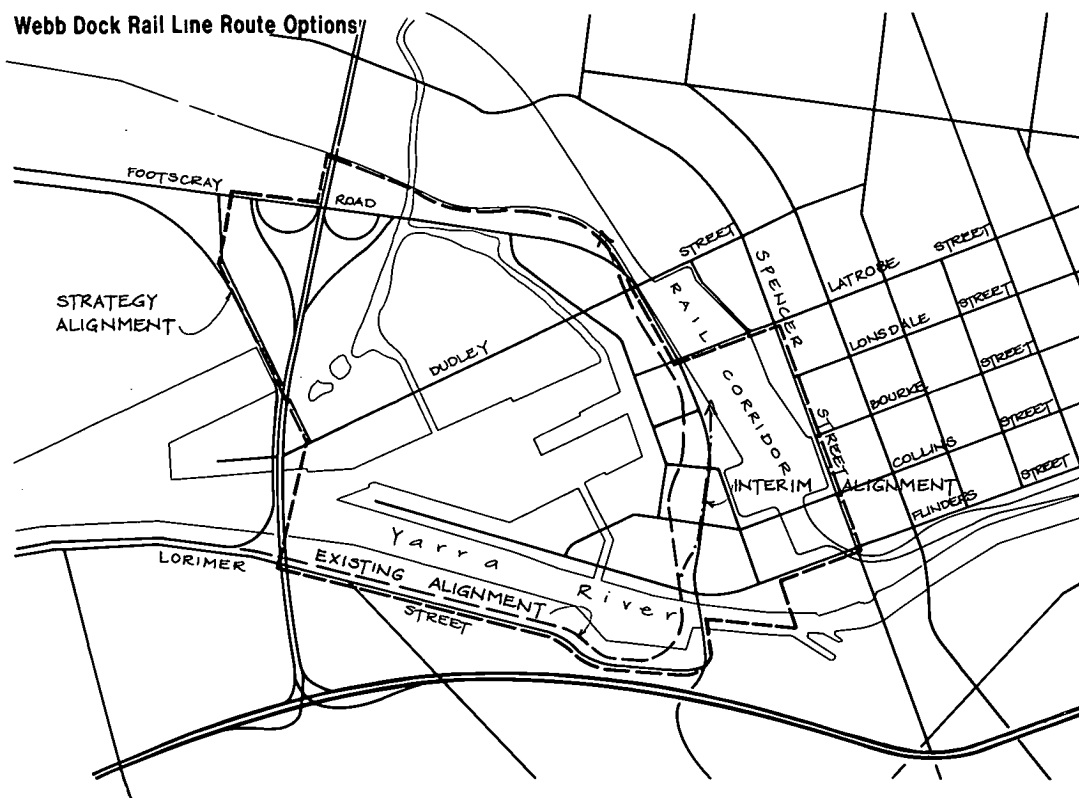 Webb Dock Rail Line Route Options
FOOTSCRAY ROAD
STRATEGY
ALIGNMENT
DUDLEY STREET
SPENCER STREET
RAIL CORRIDOR
LATROBE STREET
LONSDALE STREET
BOURKE STREET
COLLINS STREET
FLINDERS STREET
INTERIM ALIGNMENT
Yarra River
LORIMER STREET
EXISTING ALIGNMENT